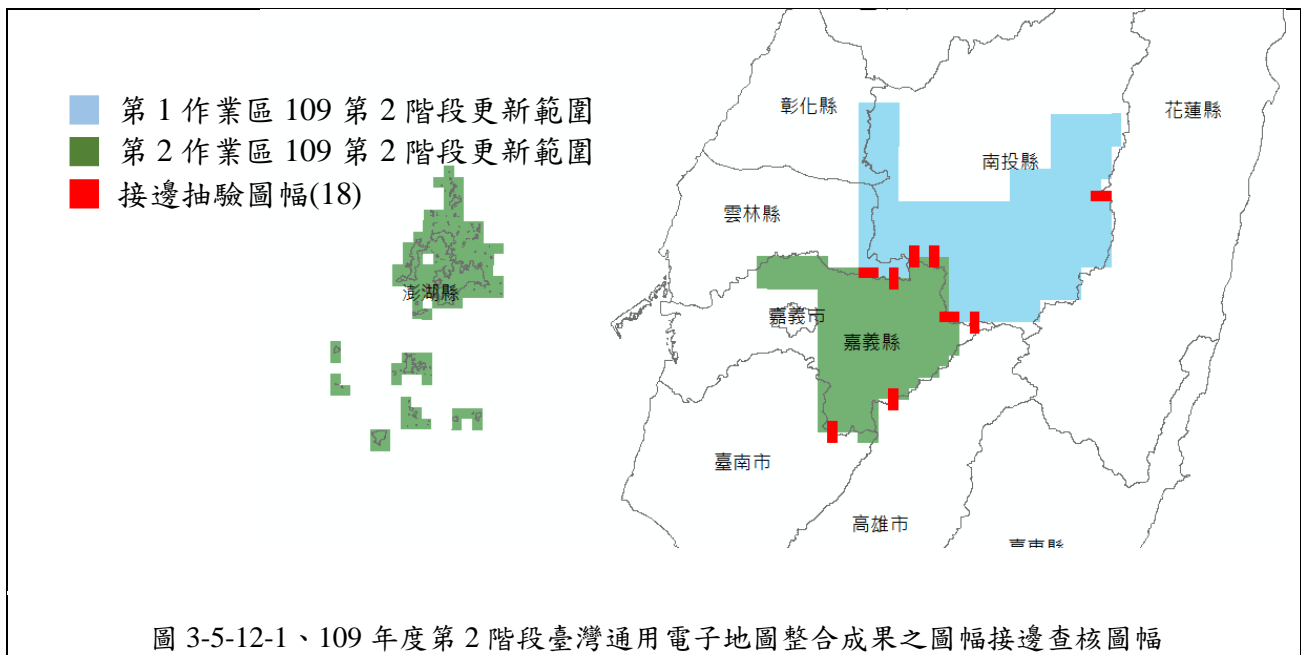 第 1 作業區 109 第 2 階段更新範圍
第 2 作業區 109 第 2 階段更新範圍
接邊抽驗圖幅(18)
彰化縣
花蓮縣
南投縣
雲林縣
澎湖縣
嘉義市
嘉義縣
臺南市
高雄市
臺東縣
圖 3-5-12-1、109 年度第 2 階段臺灣通用電子地圖整合成果之圖幅接邊查核圖幅